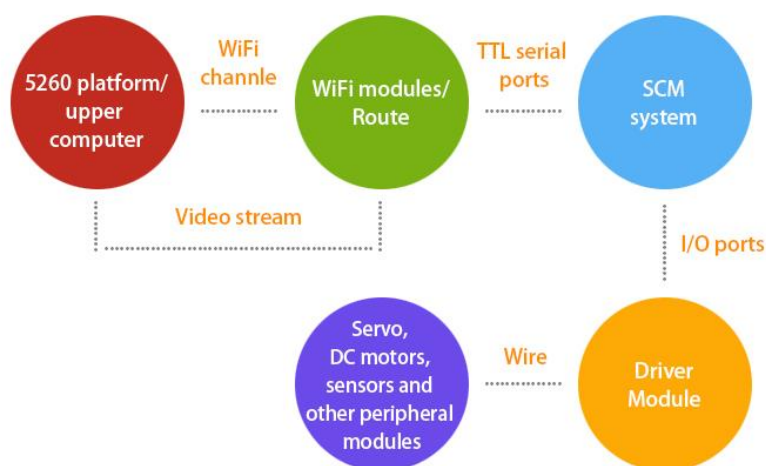 5260 platform/
upper
computer
WiFi
channle
WiFi modules/
Route
TTL serial
ports
SCM
system
Video stream
I/O ports
Servo,
DC motors,
sensors and
other peripheral
modules
Wire
Driver
Module